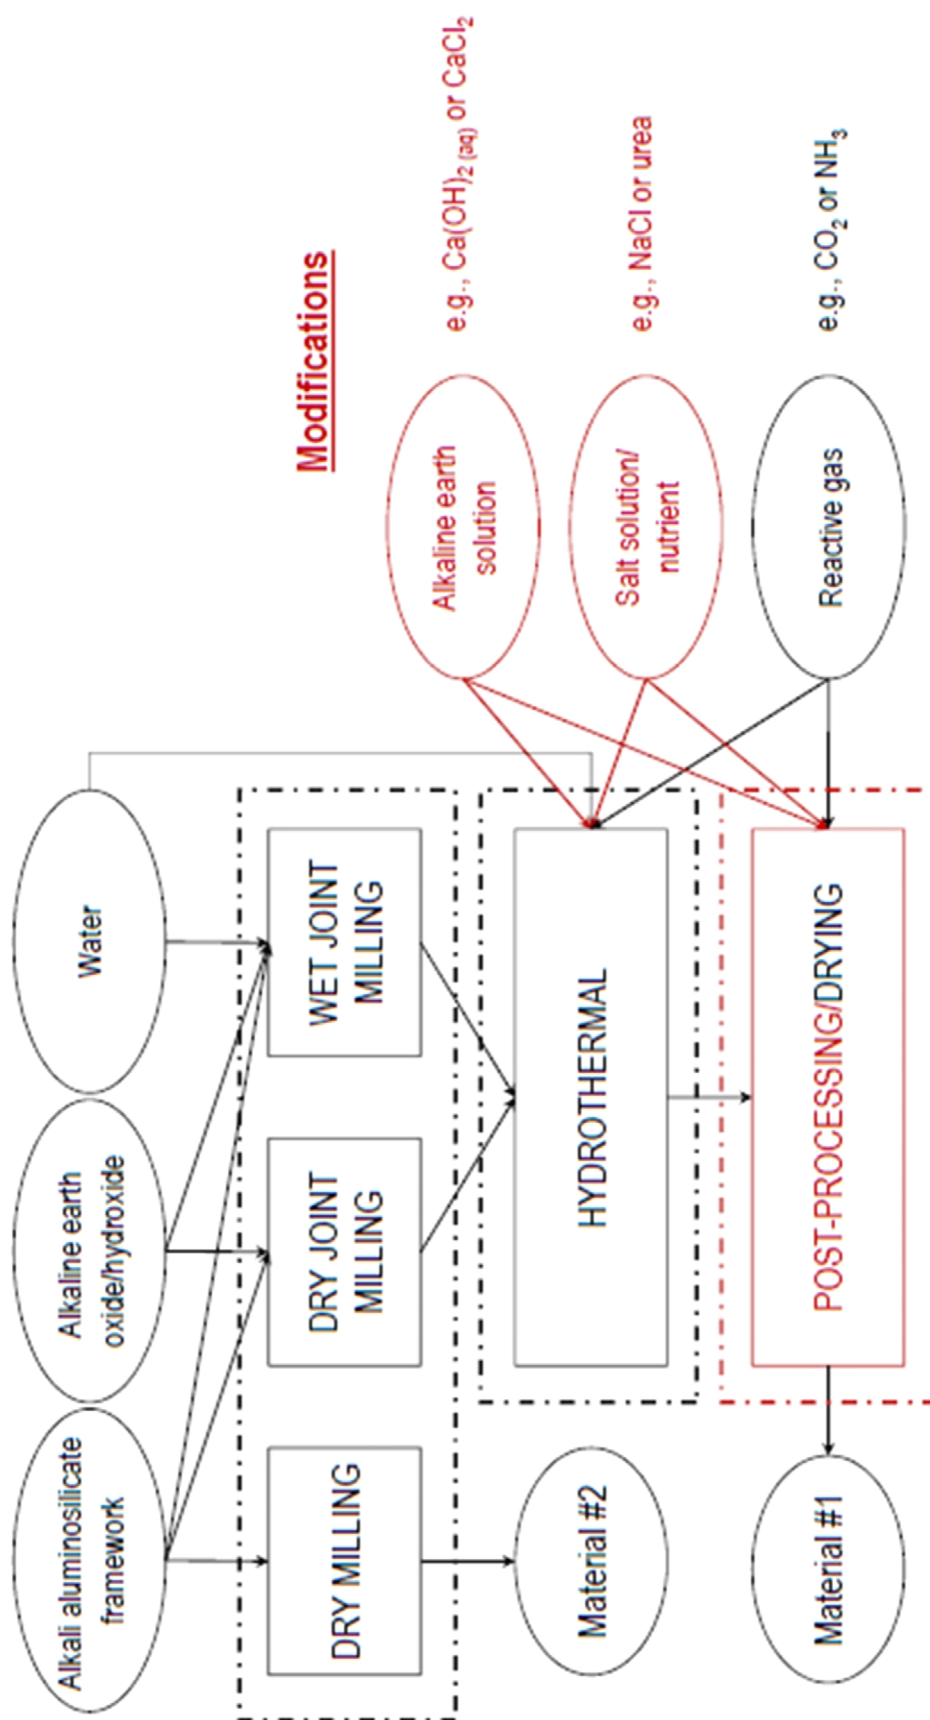 Alkali aluminosilicate
framework
Alkaline earth
oxide/hydroxide
Water
DRY MILLING
DRY JOINT
MILLING
WET JOINT
MILLING
Modifications
Material #2
HYDROTHERMAL
Alkaline earth
solution
e.g., Ca(OH)₂ (aq) or CaCl₂
Salt solution/
nutrient
e.g., NaCl or urea
Material #1
POST-PROCESSING/DRYING
Reactive gas
e.g., CO₂ or NH₃